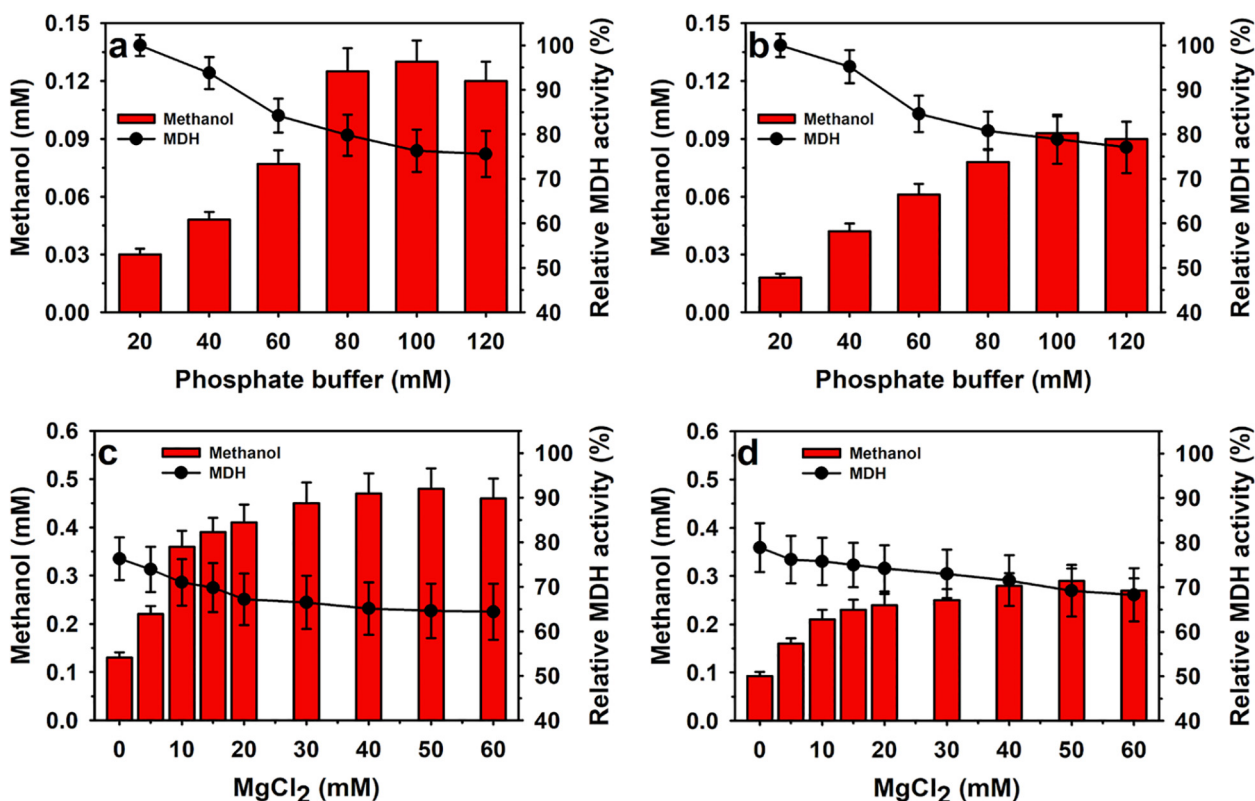 a
Methanol (mM)
0.15
0.12
0.09
0.06
0.03
0.00
Methanol
MDH
100
90
80
70
60
50
40
Relative MDH activity (%)
20 40 60 80 100 120
Phosphate buffer (mM)
b
Methanol (mM)
0.15
0.12
0.09
0.06
0.03
0.00
Methanol
MDH
100
90
80
70
60
50
40
Relative MDH activity (%)
20 40 60 80 100 120
Phosphate buffer (mM)
c
Methanol (mM)
0.6
0.5
0.4
0.3
0.2
0.1
0.0
Methanol
MDH
100
90
80
70
60
50
40
Relative MDH activity (%)
0 10 20 30 40 50 60
MgCl2 (mM)
d
Methanol (mM)
0.6
0.5
0.4
0.3
0.2
0.1
0.0
Methanol
MDH
100
90
80
70
60
50
40
Relative MDH activity (%)
0 10 20 30 40 50 60
MgCl2 (mM)